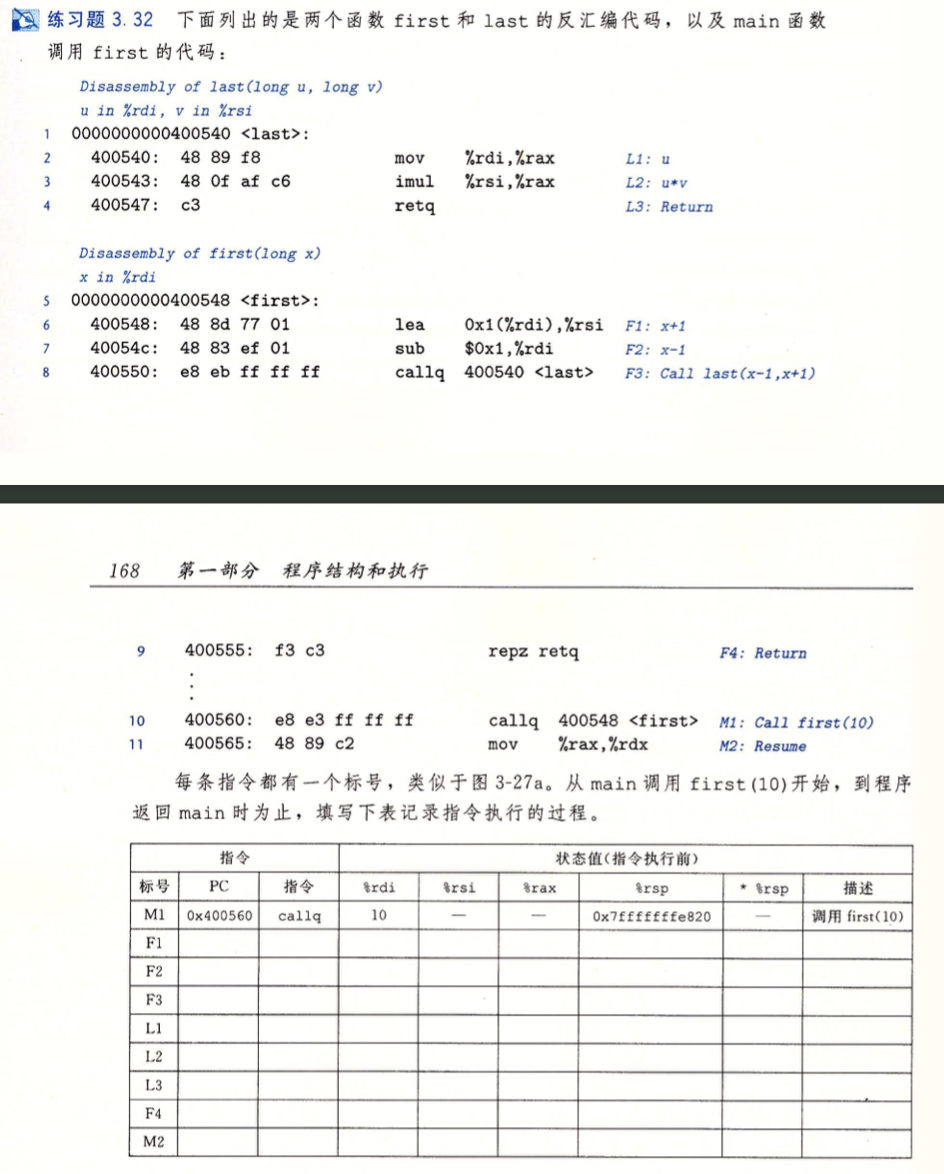 练习题 3.32 下面列出的是两个函数 first 和 last 的反汇编代码，以及 main 函数
调用 first 的代码：
Disassembly of last(long u, long v)
u in %rdi, v in %rsi
1 0000000000400540 <last>:
2 400540: 48 89 f8 mov %rdi,%rax L1: u
3 400543: 48 0f af c6 imul %rsi,%rax L2: u*v
4 400547: c3 retq L3: Return
Disassembly of first(long x)
x in %rdi
5 0000000000400548 <first>:
6 400548: 48 8d 77 01 lea 0x1(%rdi),%rsi F1: x+1
7 40054c: 48 83 ef 01 sub $0x1,%rdi F2: x-1
8 400550: e8 eb ff ff ff callq 400540 <last> F3: Call last(x-1,x+1)
168 第一部分 程序结构和执行
9 400555: f3 c3 repz retq F4: Return
10 400560: e8 e3 ff ff ff callq 400548 <first> M1: Call first(10)
11 400565: 48 89 c2 mov %rax,%rdx M2: Resume
每条指令都有一个标号，类似于图 3-27a。从 main 调用 first(10)开始，到程序
返回 main 时为止，填写下表记录指令执行的过程。
指令 状态值(指令执行前)
标号 PC 指令 %rdi %rsi %rax %rsp * %rsp 描述
M1 0x400560 callq 10 — — 0x7fffffffe820 — 调用 first(10)
F1
F2
F3
L1
L2
L3
F4
M2